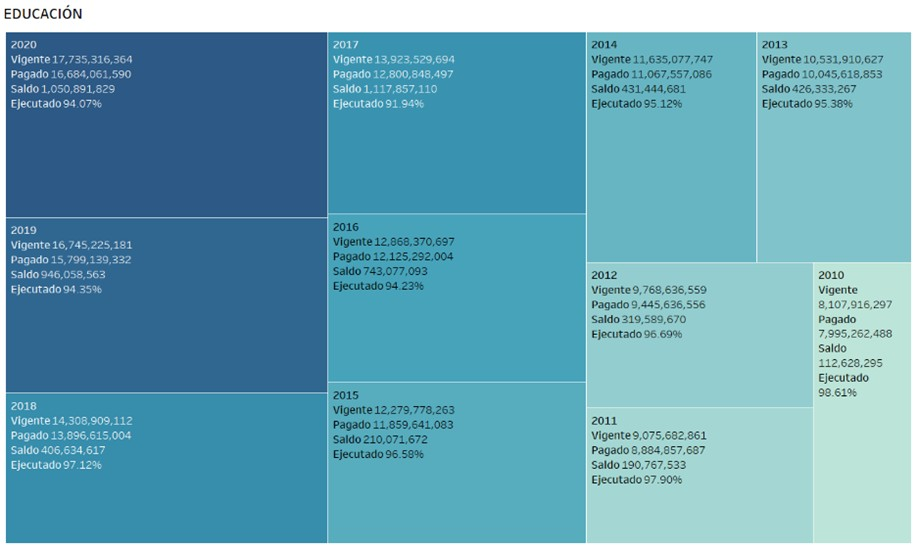 EDUCACIÓN
2020
Vigente 17,735,316,364
Pagado 16,684,061,590
Saldo 1,050,891,829
Ejecutado 94.07%
2019
Vigente 16,745,225,181
Pagado 15,799,139,332
Saldo 946,058,563
Ejecutado 94.35%
2018
Vigente 14,308,909,112
Pagado 13,896,615,004
Saldo 406,634,617
Ejecutado 97.12%
2017
Vigente 13,923,529,694
Pagado 12,800,848,497
Saldo 1,117,857,110
Ejecutado 91.94%
2016
Vigente 12,868,370,697
Pagado 12,125,292,004
Saldo 743,077,093
Ejecutado 94.23%
2015
Vigente 12,279,778,263
Pagado 11,859,641,083
Saldo 210,071,672
Ejecutado 96.58%
2014
Vigente 11,635,077,747
Pagado 11,067,557,086
Saldo 431,444,681
Ejecutado 95.12%
2013
Vigente 10,531,910,627
Pagado 10,045,618,853
Saldo 426,333,267
Ejecutado 95.38%
2012
Vigente 9,768,636,559
Pagado 9,445,636,556
Saldo 319,589,670
Ejecutado 96.69%
2011
Vigente 9,075,682,861
Pagado 8,884,857,687
Saldo 190,767,533
Ejecutado 97.90%
2010
Vigente
8,107,916,297
Pagado
7,995,262,488
Saldo
112,628,295
Ejecutado
98.61%